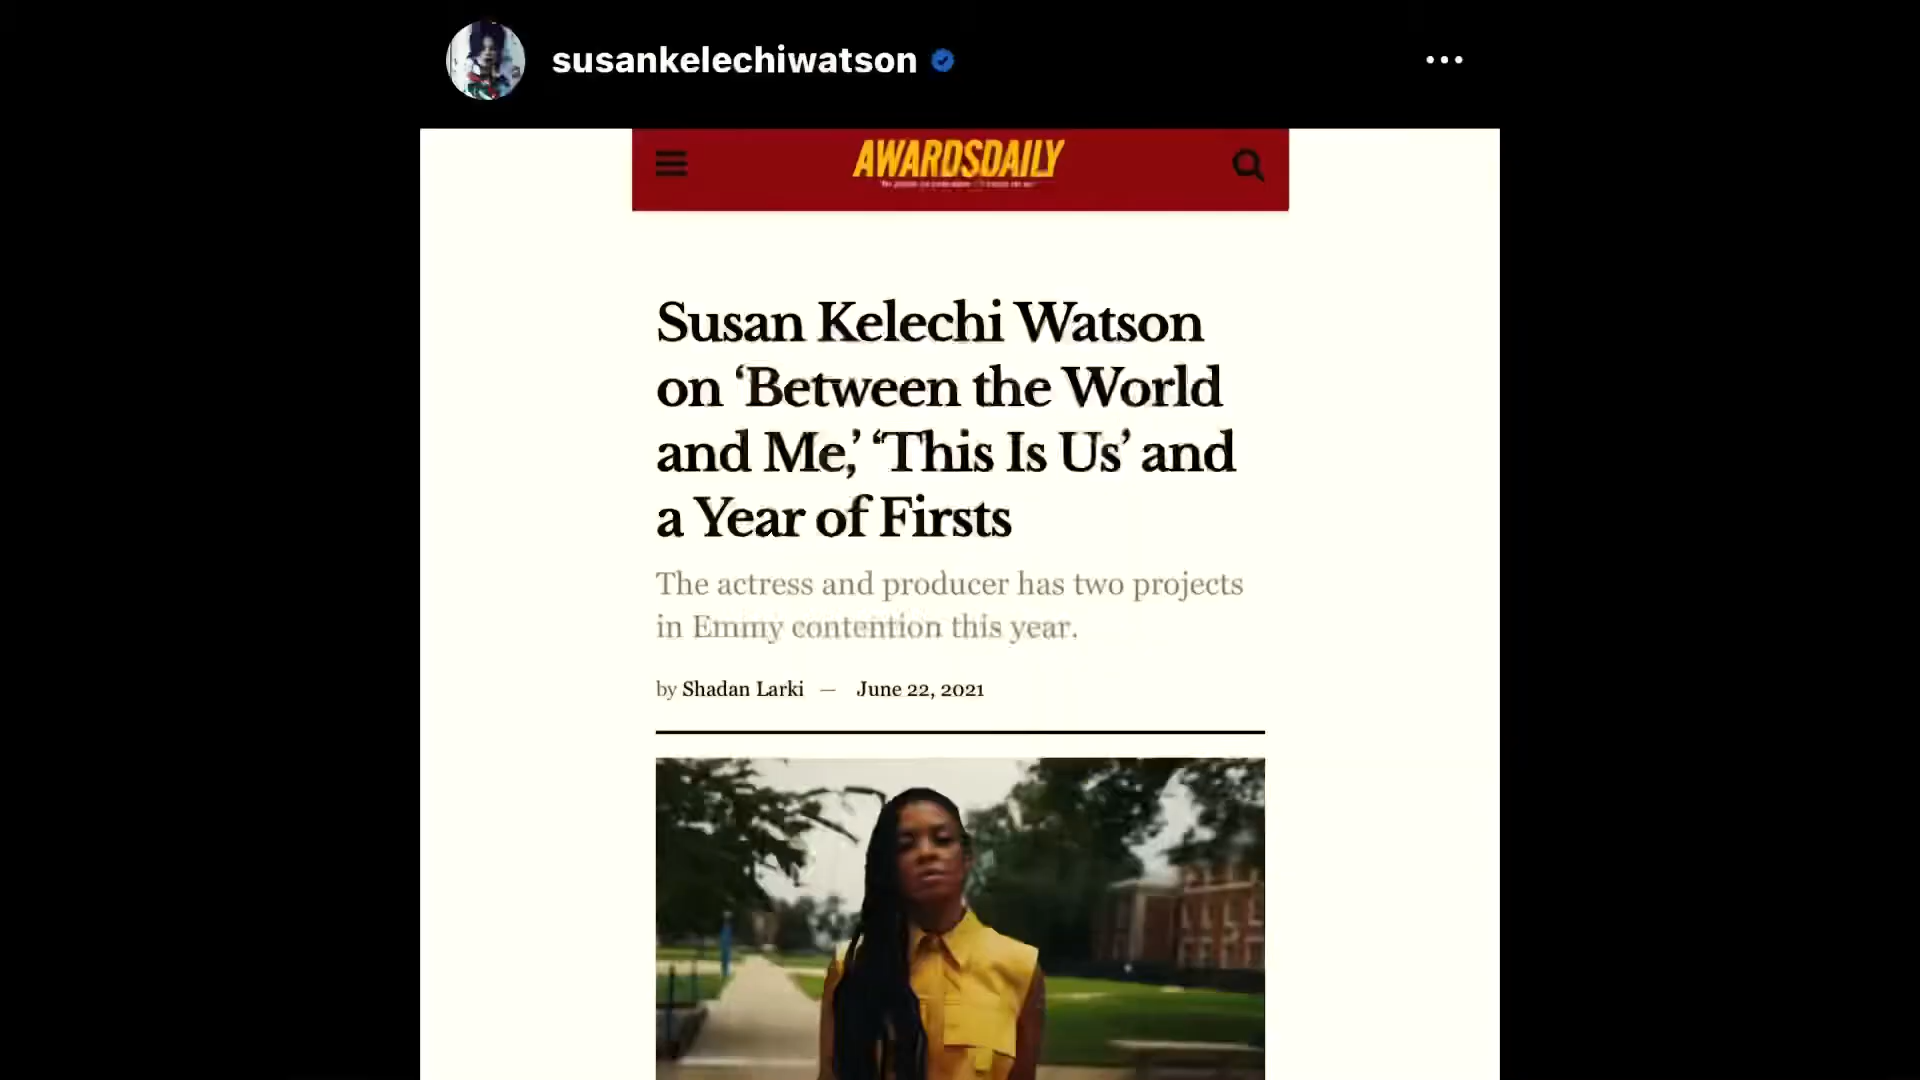 susankelechiwatson
AWARDSDAILY
Susan Kelechi Watson
on ‘Between the World
and Me,’ ‘This Is Us’ and
a Year of Firsts
The actress and producer has two projects
in Emmy contention this year.
by Shadan Larki — June 22, 2021